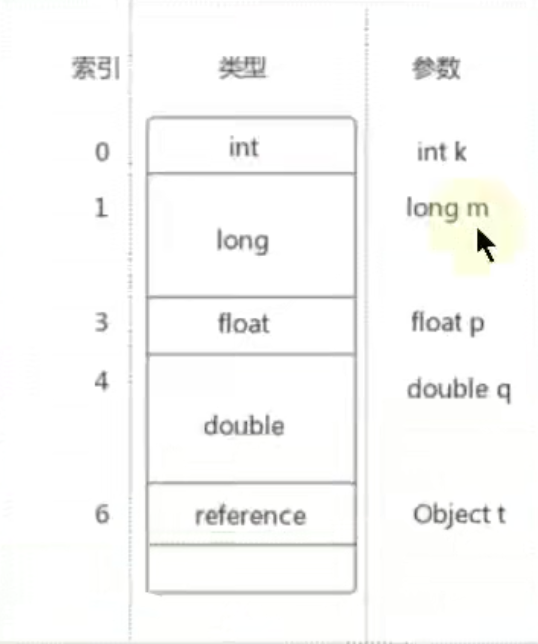 索引 类型 参数
0 int int k
1 long m
long
3 float float p
4 double q
double
6 reference Object t